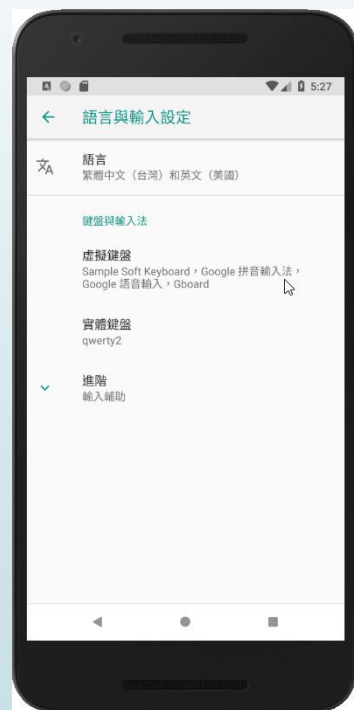 5:27
語言與輸入設定
語言
繁體中文（台灣）和英文（美國）
鍵盤與輸入法
虛擬鍵盤
Sample Soft Keyboard，Google 拼音輸入法，
Google 語音輸入，Gboard
實體鍵盤
qwerty2
進階
輸入輔助